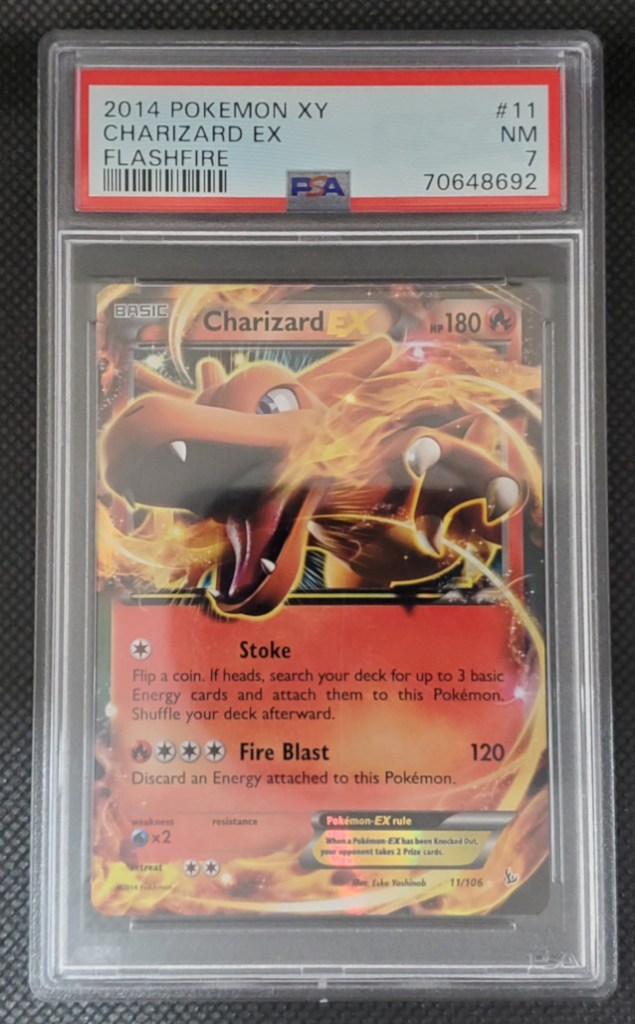 2014 POKEMON XY #11
CHARIZARD EX NM
FLASHFIRE 7
PSA 70648692
BASIC Charizard EX HP180
Stoke
Flip a coin. If heads, search your deck for up to 3 basic
Energy cards and attach them to this Pokémon.
Shuffle your deck afterward.
Fire Blast 120
Discard an Energy attached to this Pokémon.
weakness resistance Pokémon-EX rule
×2 When a Pokémon-EX has been Knocked Out,
your opponent takes 2 Prize cards.
retreat
©2014 Pokémon Illus. Eske Yoshinob 11/106
PSA